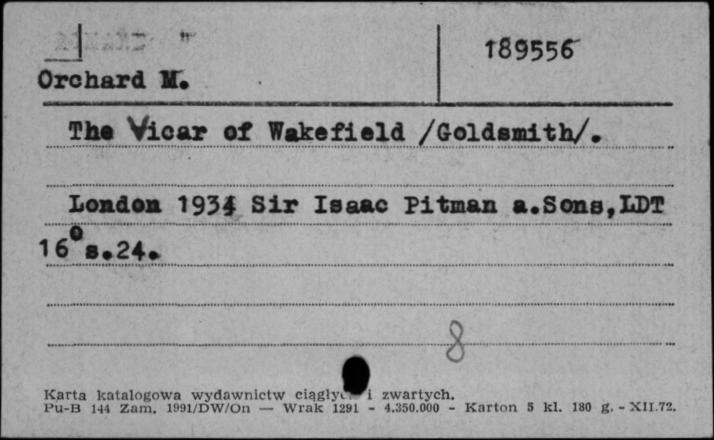 189556
Orchard M.
The Vicar of Wakefield /Goldsmith/.
London 1934 Sir Isaac Pitman a.Sons,LDT
16° s.24.
8
Karta katalogowa wydawnictw ciągłych i zwartych.
Pu-B 144 Zam. 1991/DW/On — Wrak 1291 - 4.350.000 - Karton 5 kl. 180 g. - XII.72.